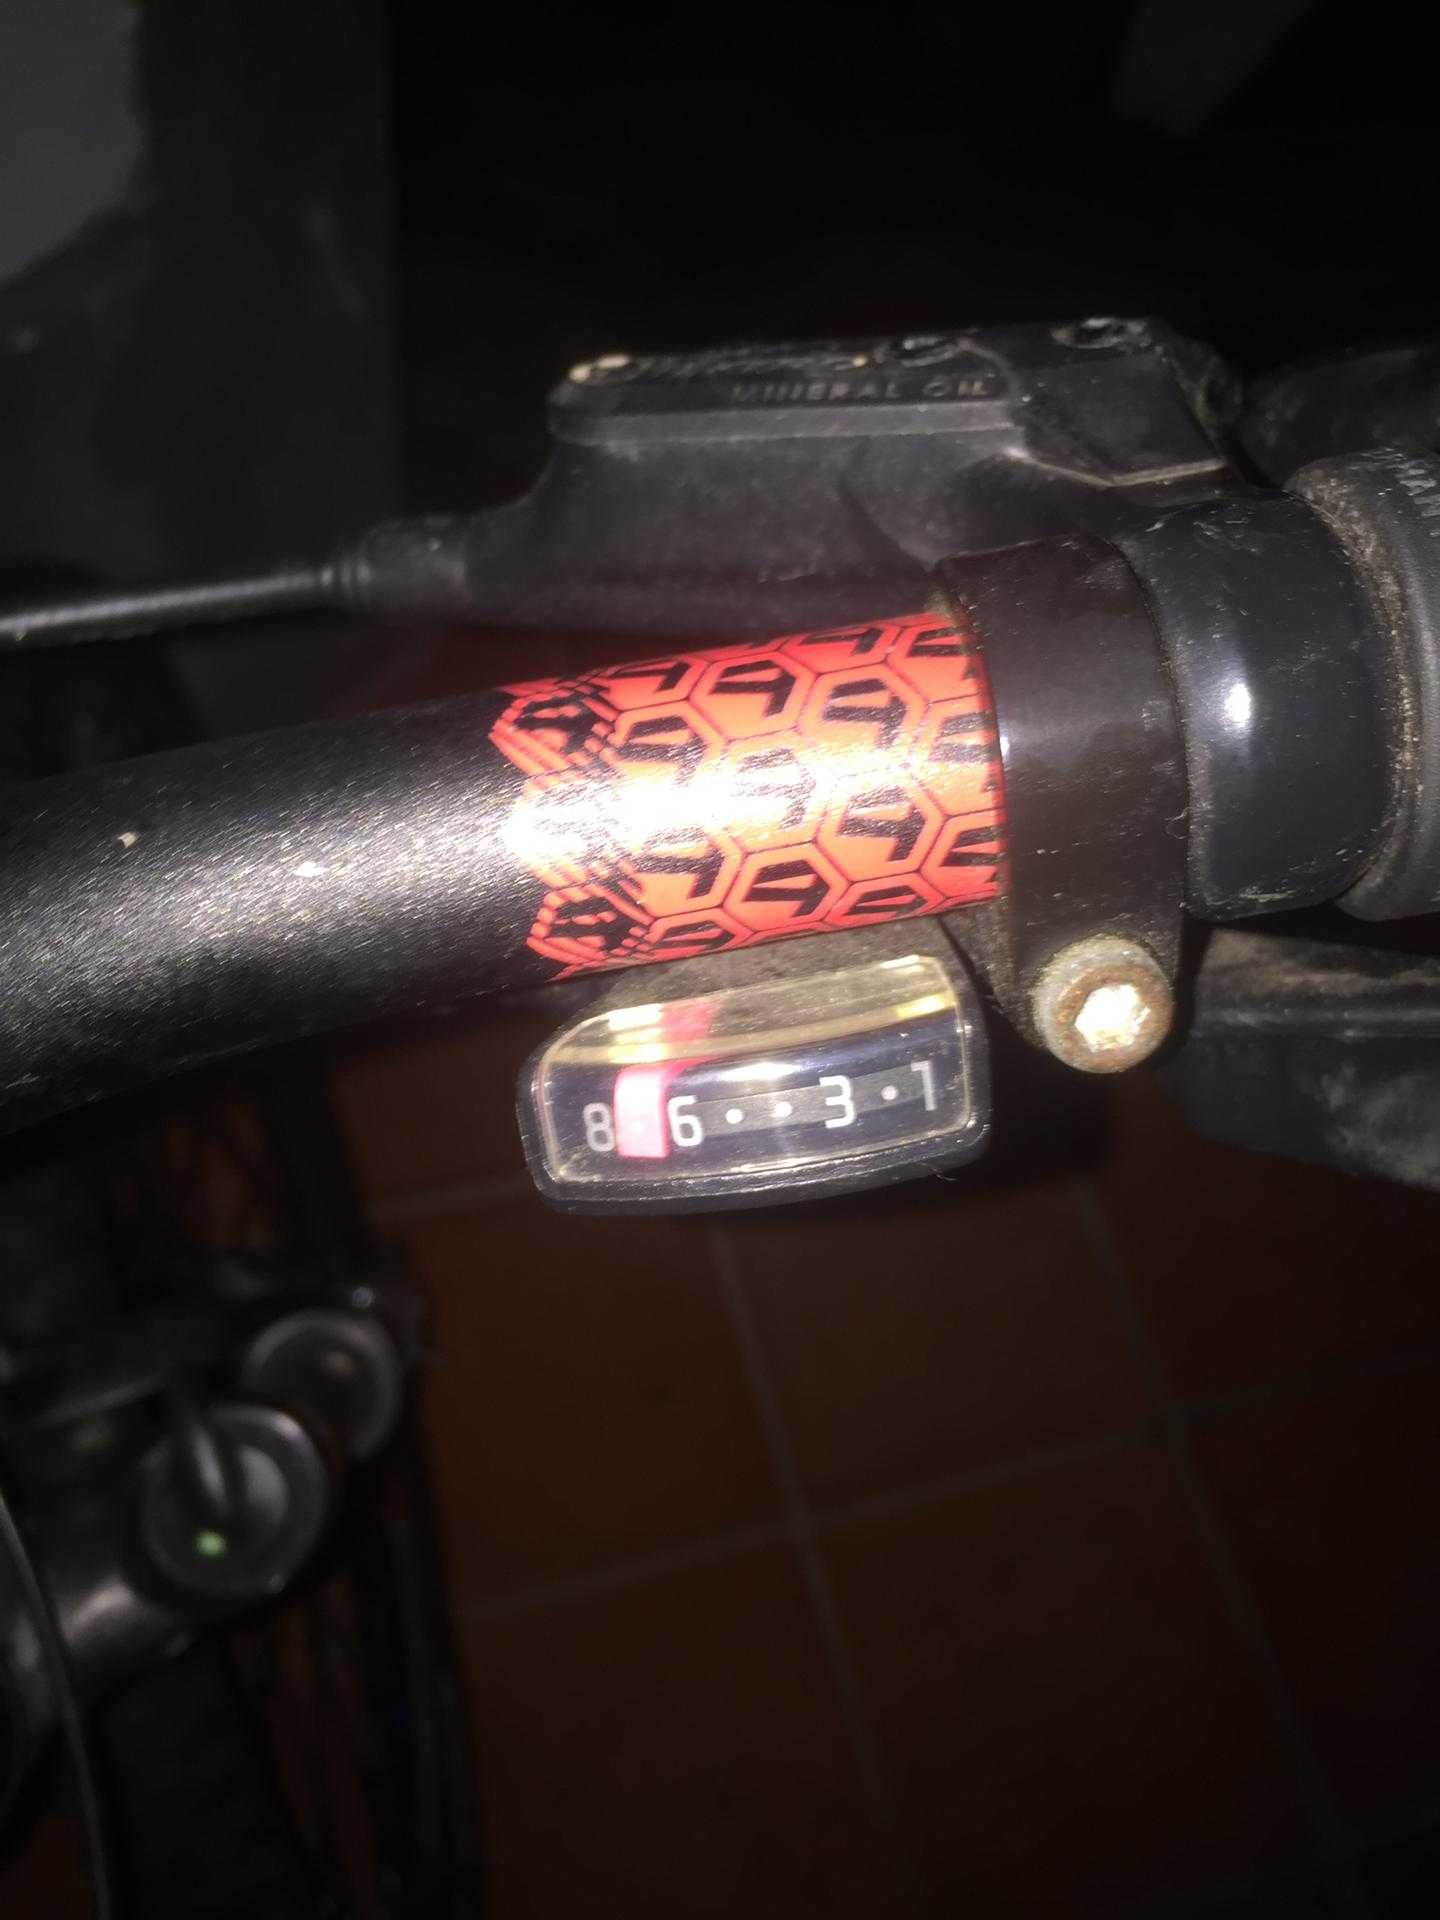 MINERAL OIL
8 • 6 • • 3 • 1